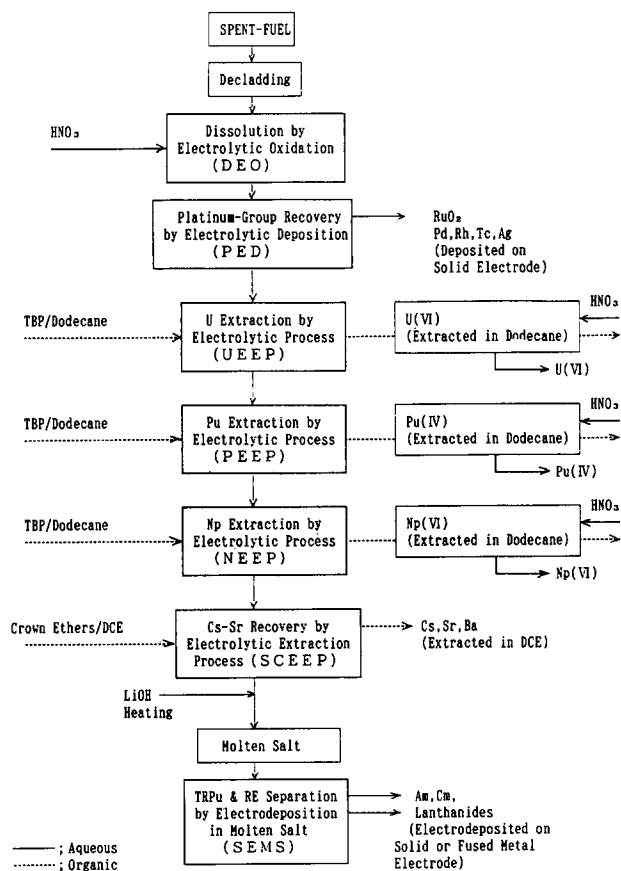 SPENT-FUEL
Decladding
HNO₃
Dissolution by
Electrolytic Oxidation
(DEO)
Platinum-Group Recovery
by Electrolytic Deposition
(PED)
RuO₂
Pd,Rh,Tc,Ag
(Deposited on
Solid Electrode)
TBP/Dodecane
U Extraction by
Electrolytic Process
(UEEP)
U(VI)
(Extracted in Dodecane)
HNO₃
U(VI)
TBP/Dodecane
Pu Extraction by
Electrolytic Process
(PEEP)
Pu(IV)
(Extracted in Dodecane)
HNO₃
Pu(IV)
TBP/Dodecane
Np Extraction by
Electrolytic Process
(NEEP)
Np(VI)
(Extracted in Dodecane)
HNO₃
Np(VI)
Crown Ethers/DCE
Cs-Sr Recovery by
Electrolytic Extraction
Process (SCEEP)
Cs,Sr,Ba
(Extracted in DCE)
LiOH
Heating
Molten Salt
TRPu & RE Separation
by Electrodeposition
in Molten Salt
(SEMS)
Am,Cm,
Lanthanides
(Electrodeposited on
Solid or Fused Metal
Electrode)
; Aqueous
; Organic